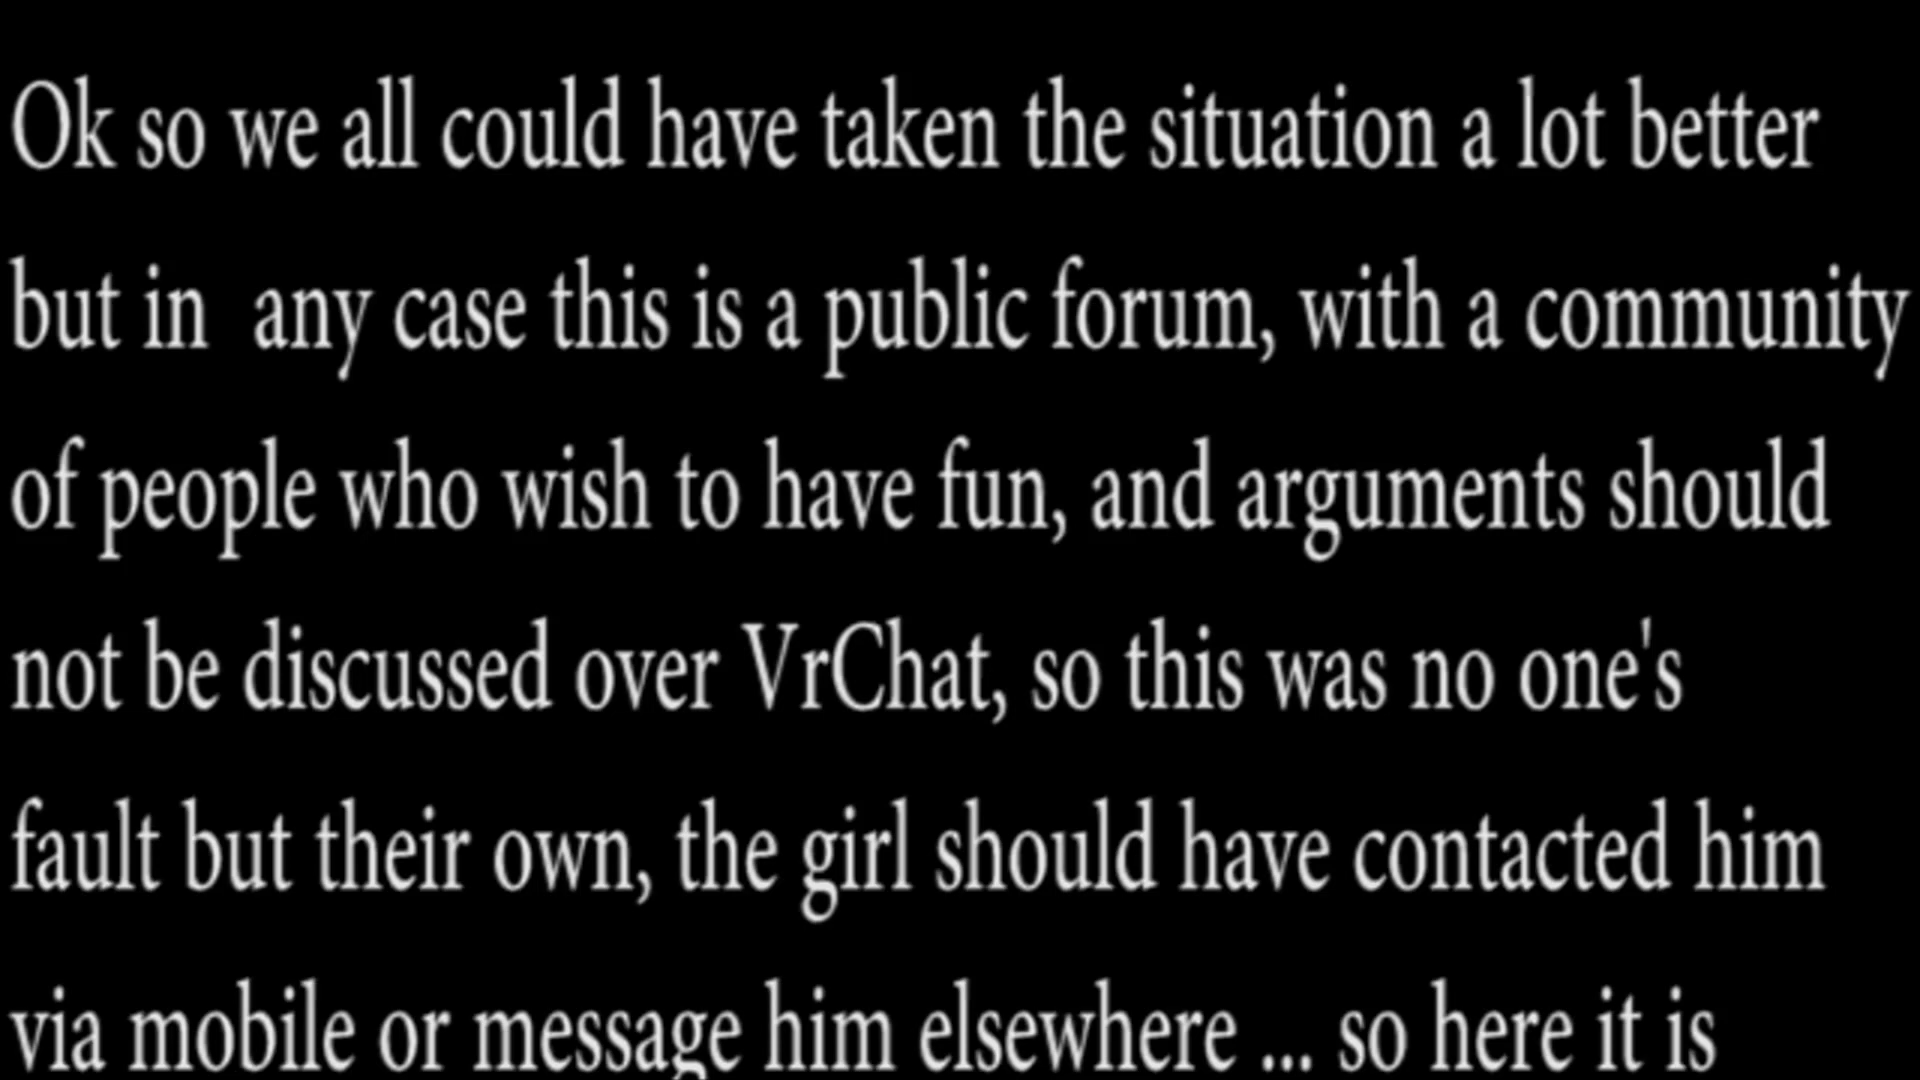 Ok so we all could have taken the situation a lot better
but in  any case this is a public forum, with a community
of people who wish to have fun, and arguments should
not be discussed over VrChat, so this was no one's
fault but their own, the girl should have contacted him
via mobile or message him elsewhere ... so here it is